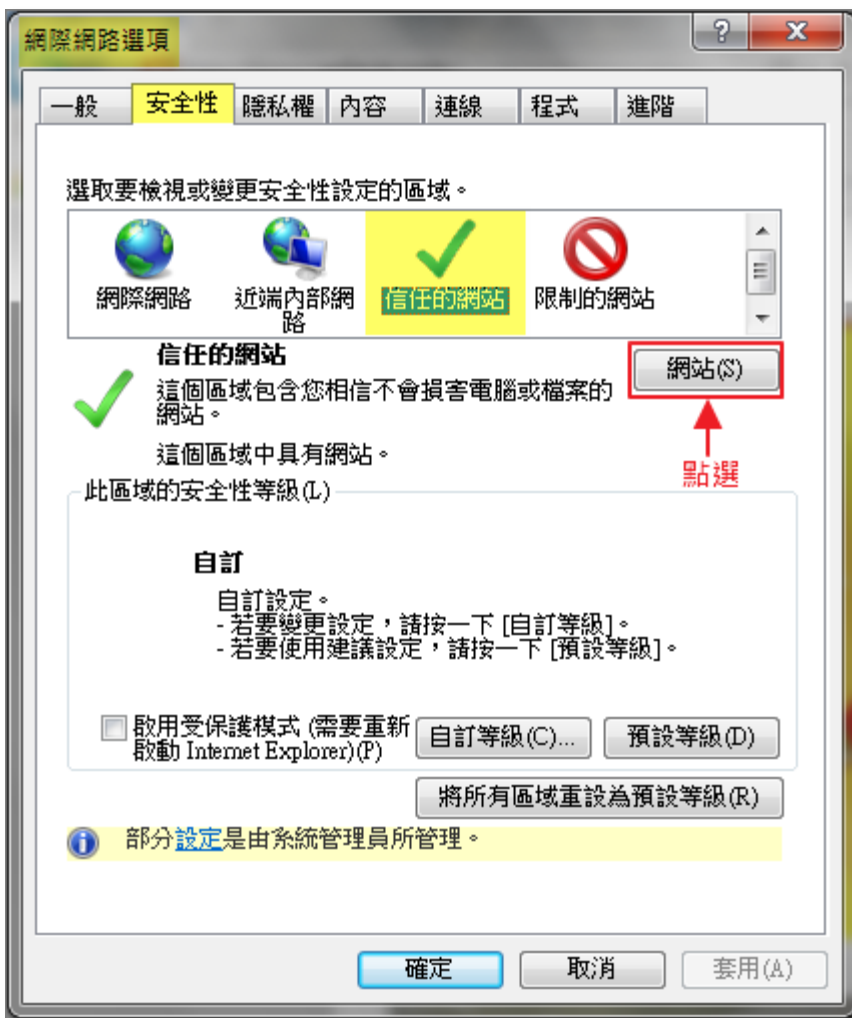 網際網路選項
?
X
一般
安全性
隱私權
內容
連線
程式
進階
選取要檢視或變更安全性設定的區域。
網際網路
近端內部網
路
信任的網站
限制的網站
信任的網站
網站(S)
這個區域包含您相信不會損害電腦或檔案的
網站。
這個區域中具有網站。
點選
此區域的安全性等級(L)
自訂
自訂設定。
- 若要變更設定，請按一下 [自訂等級]。
- 若要使用建議設定，請按一下 [預設等級]。
啟用受保護模式 (需要重新
啟動 Internet Explorer)(P)
自訂等級(C)...
預設等級(D)
將所有區域重設為預設等級(R)
部分設定是由系統管理員所管理。
確定
取消
套用(A)